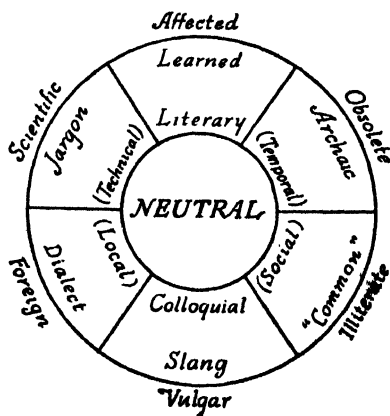 Affected
Learned
Literary
Scientific
Jargon
(Technical)
Obsolete
Archaic
(Temporal)
NEUTRAL
Foreign
Dialect
(Local)
(Social)
"Common"
Illiterate
Colloquial
Slang
Vulgar